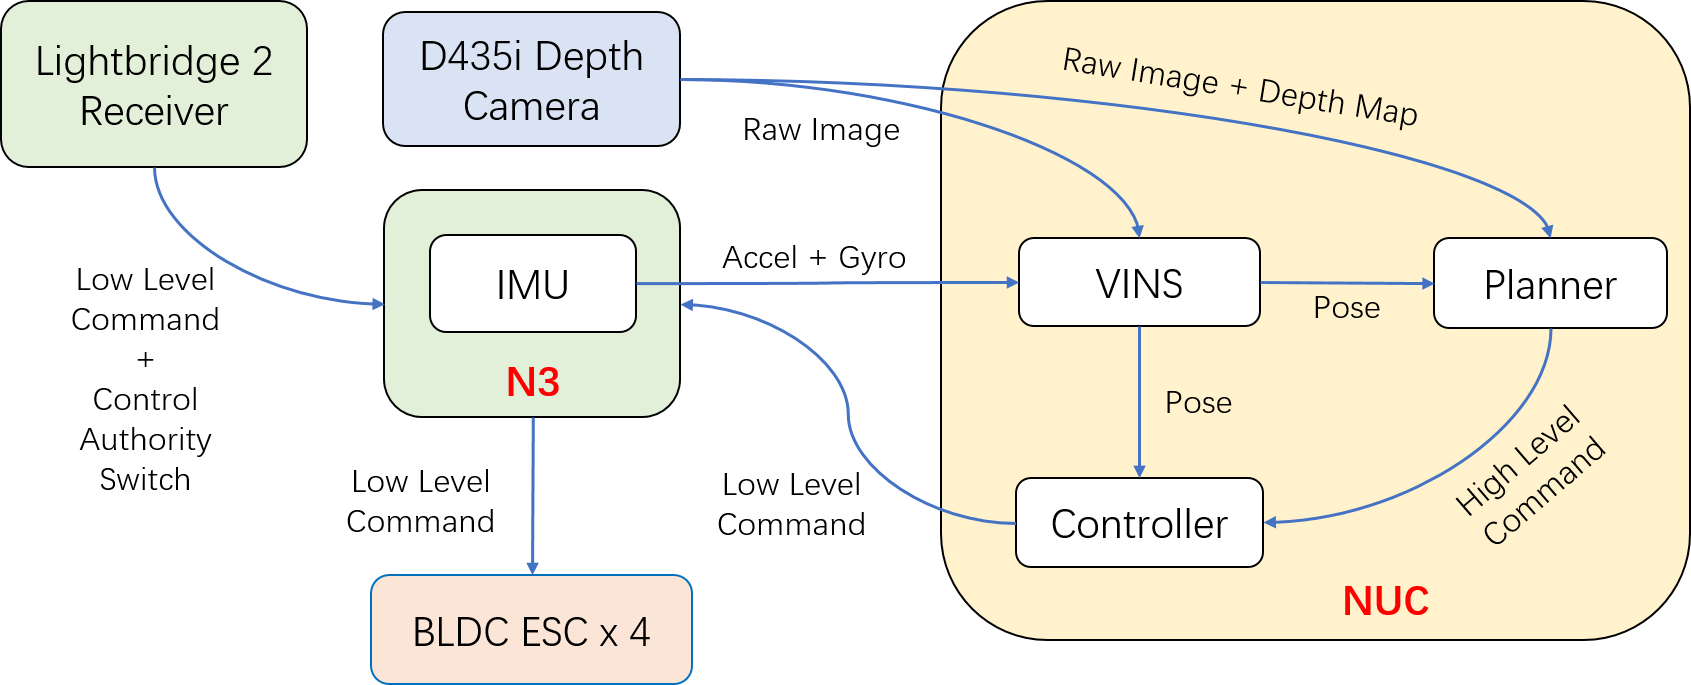 Lightbridge 2
Receiver
D435i Depth
Camera
Raw Image + Depth Map
Raw Image
Low Level
Command
+
Control
Authority
Switch
IMU
N3
Accel + Gyro
VINS
Pose
Planner
Pose
High Level
Command
Low Level
Command
Low Level
Command
Controller
NUC
BLDC ESC x 4